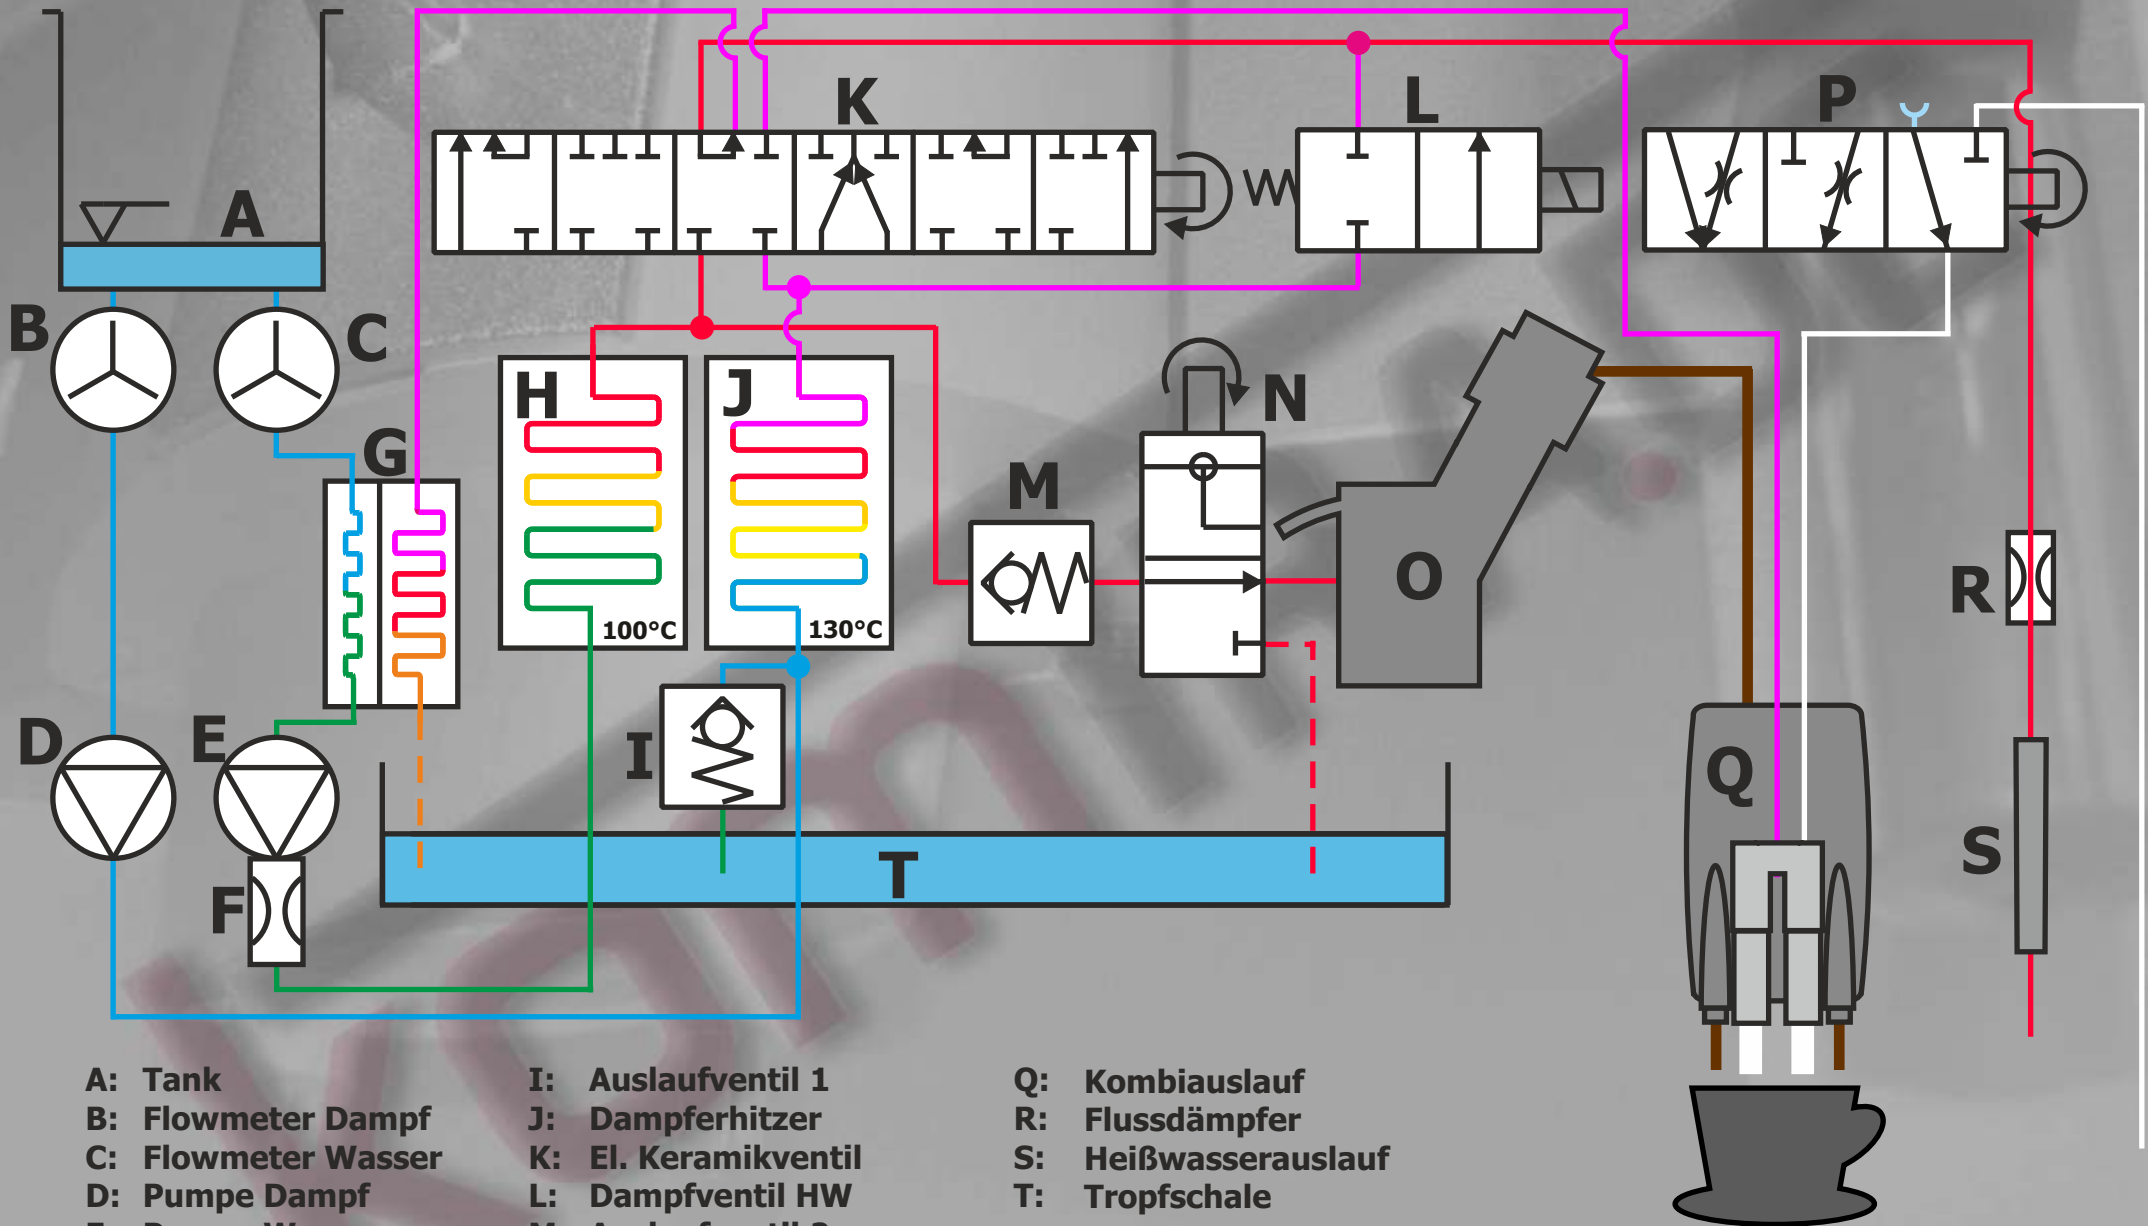 A
K
L
P
B
C
G
H
J
N
M
O
100°C
130°C
R
D
E
I
Q
S
F
T
A: Tank
B: Flowmeter Dampf
C: Flowmeter Wasser
D: Pumpe Dampf
I: Auslaufventil 1
J: Dampferhitzer
K: El. Keramikventil
L: Dampfventil HW
Q: Kombiauslauf
R: Flussdämpfer
S: Heißwasserauslauf
T: Tropfschale